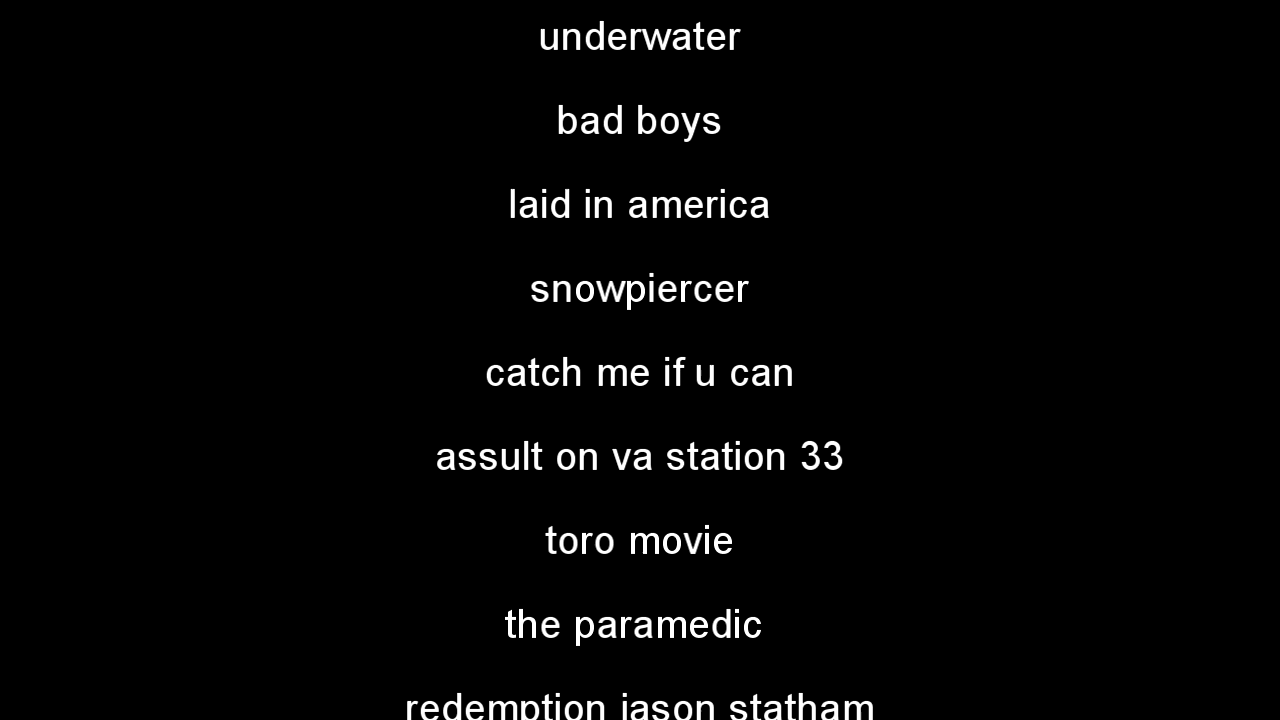 underwater
bad boys
laid in america
snowpiercer
catch me if u can
assult on va station 33
toro movie
the paramedic
redemption jason statham